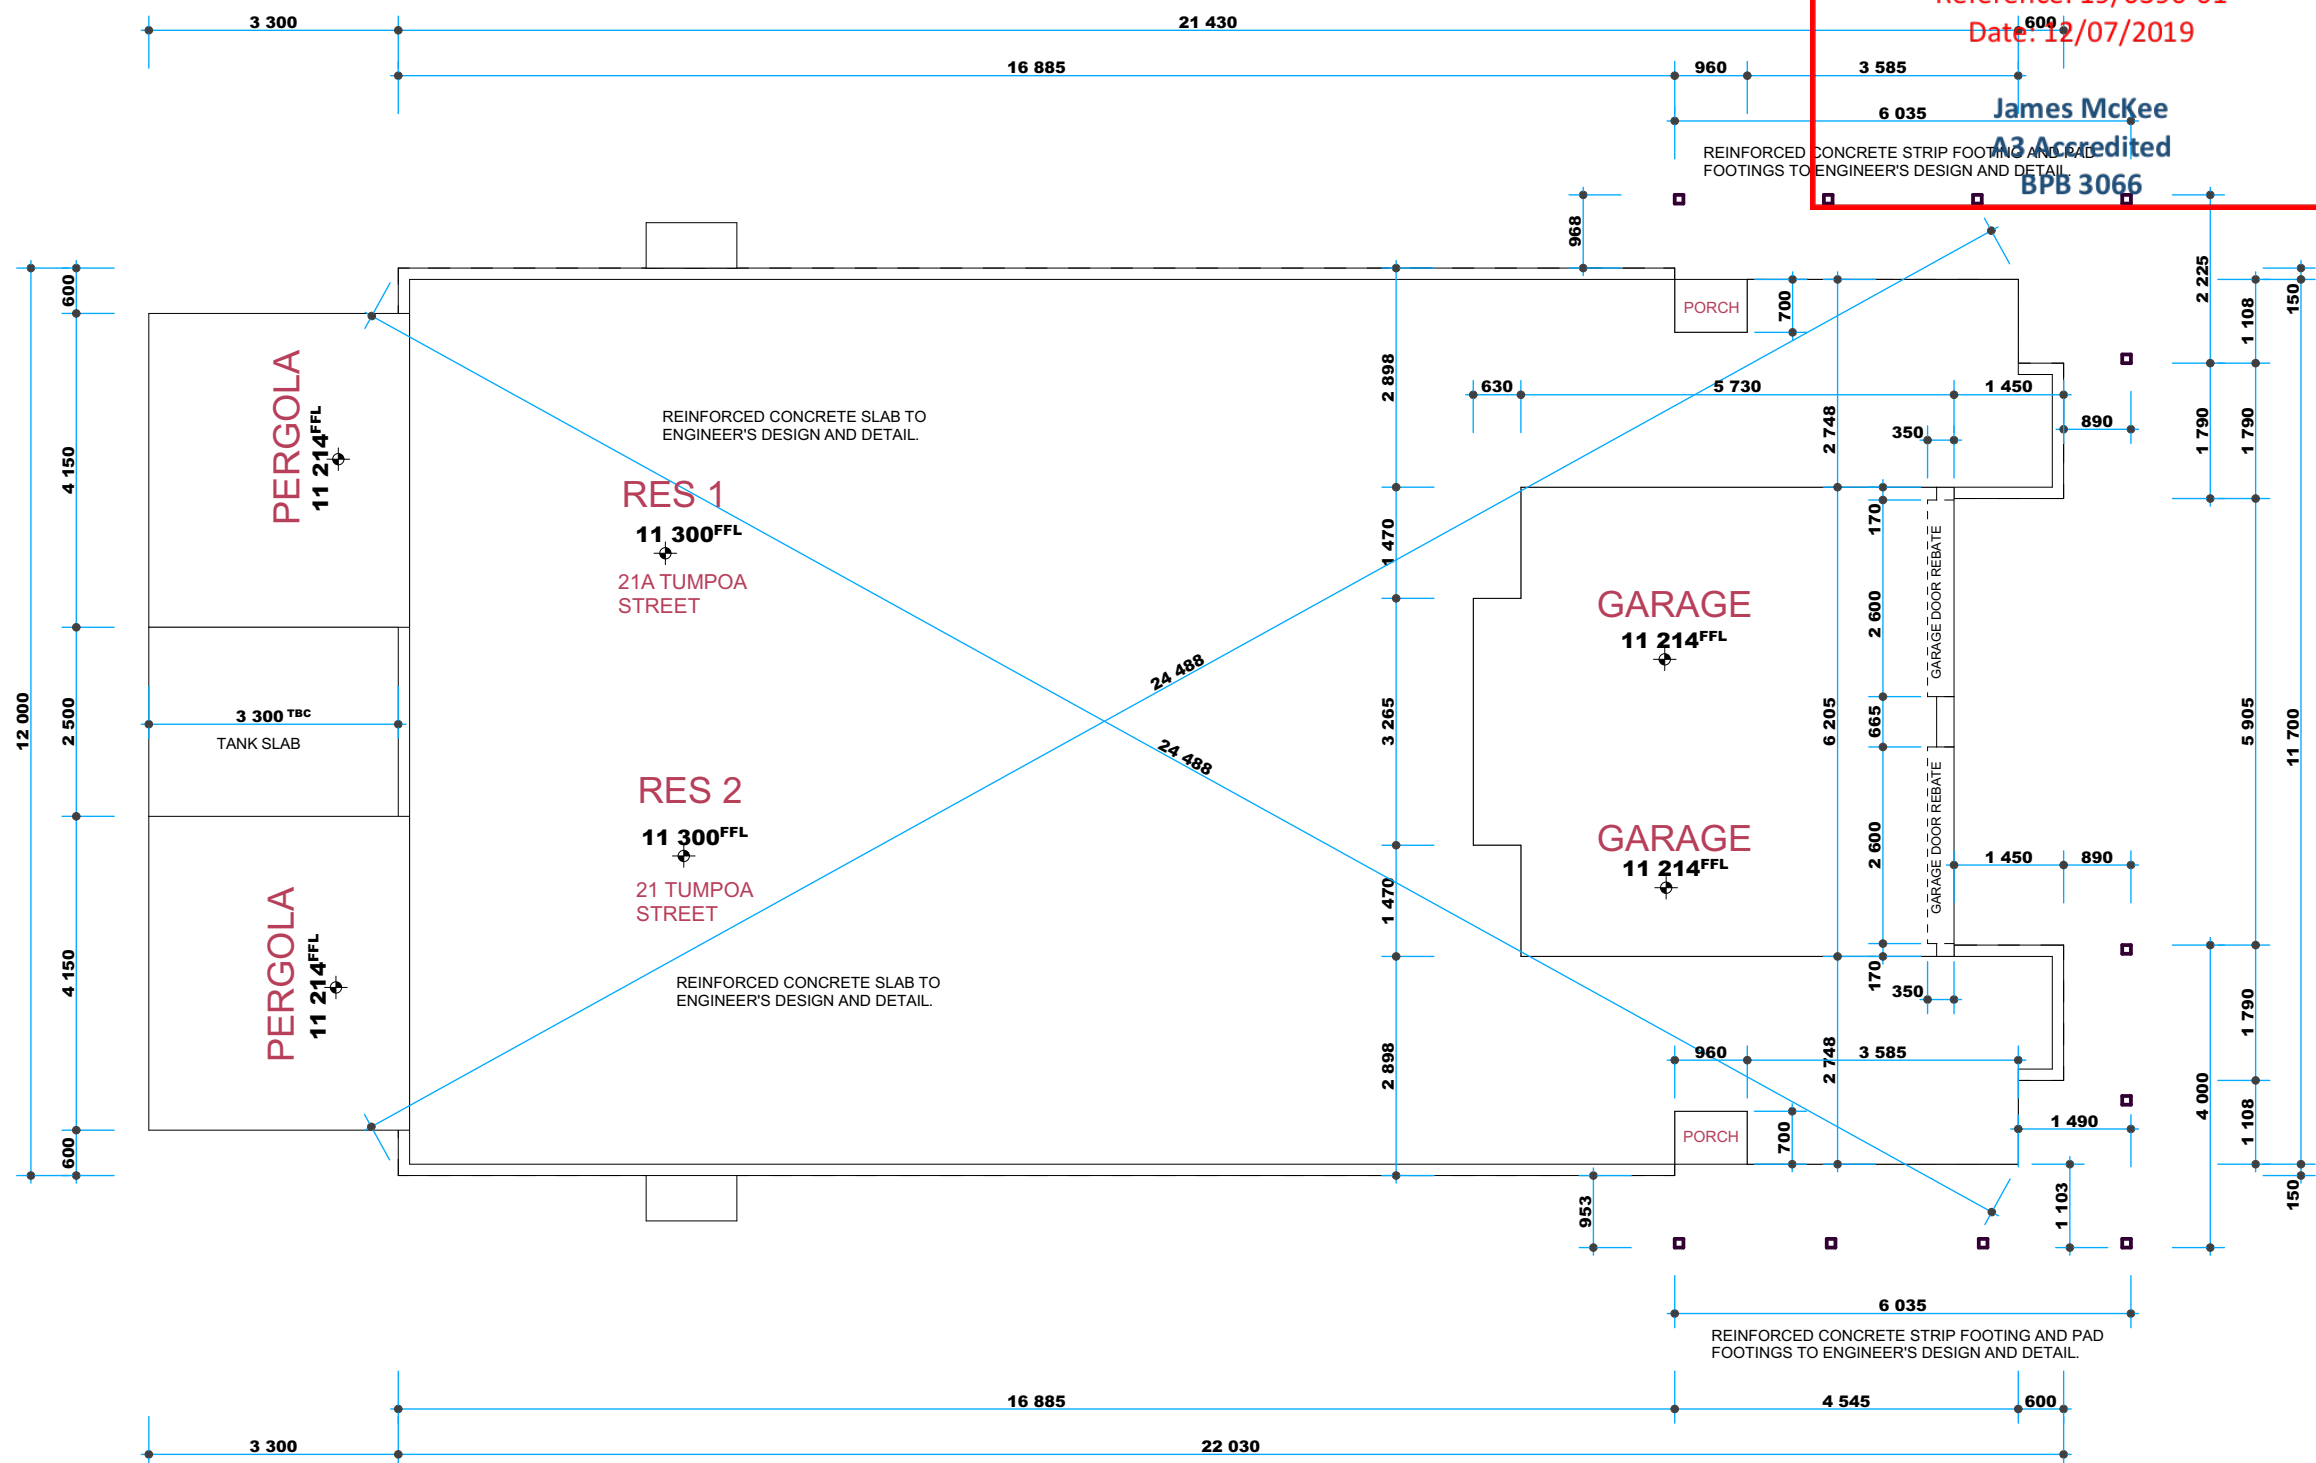 Reference: 19/0396-01
3 300
21 430
600
Date: 12/07/2019
16 885
960
3 585
James McKee
6 035
A3 Accredited
REINFORCED CONCRETE STRIP FOOTING AND PAD
FOOTINGS TO ENGINEER'S DESIGN AND DETAIL.
BPB 3066
968
2 225
600
150
1 108
PORCH
700
2 898
630
5 730
1 450
PERGOLA
11 214FFL
REINFORCED CONCRETE SLAB TO
ENGINEER'S DESIGN AND DETAIL.
2 748
350
890
1 790
1 790
4 150
RES 1
11 300FFL
170
1 470
21A TUMPOA
STREET
GARAGE
11 214FFL
2 600
GARAGE DOOR REBATE
24 488
12 000
2 500
3 300 TBC
TANK SLAB
3 265
6 205
665
5 905
11 700
24 488
RES 2
11 300FFL
GARAGE
11 214FFL
2 600
GARAGE DOOR REBATE
1 450
890
21 TUMPOA
STREET
1 470
PERGOLA
11 214FFL
4 150
REINFORCED CONCRETE SLAB TO
ENGINEER'S DESIGN AND DETAIL.
170
350
1 790
2 898
960
2 748
3 585
4 000
1 490
1 108
600
PORCH
700
953
1 103
150
6 035
REINFORCED CONCRETE STRIP FOOTING AND PAD
FOOTINGS TO ENGINEER'S DESIGN AND DETAIL.
16 885
4 545
600
3 300
22 030